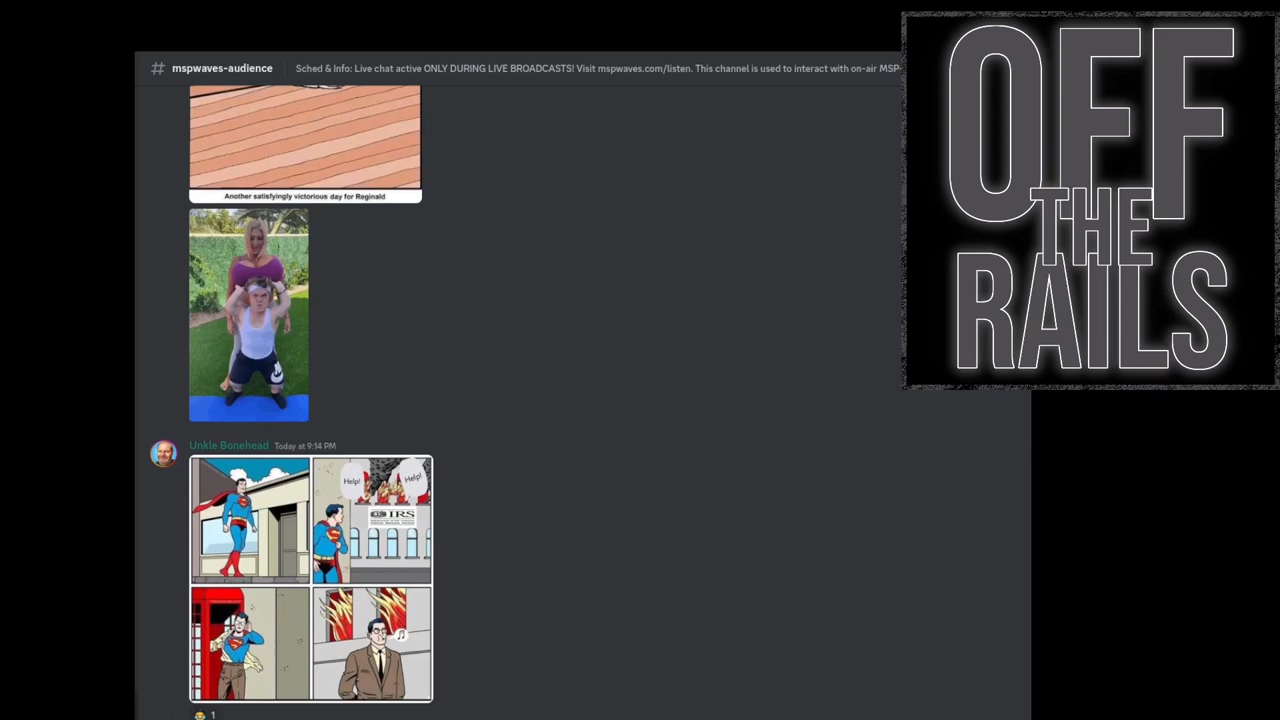 # mspwaves-audience
Sched & Info: Live chat active ONLY DURING LIVE BROADCASTS! Visit mspwaves.com/listen. This channel is used to interact with on-air MSP-
OFF
THE
RAILS
Another satisfyingly victorious day for Reginald
Unkle Bonehead Today at 9:14 PM
Help!
Help!
IRS
1